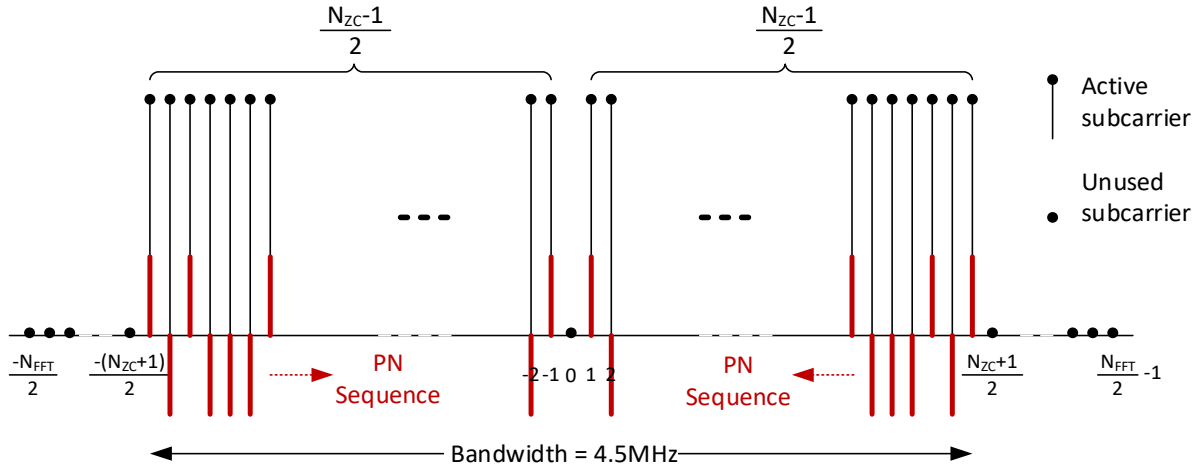 N_ZC-1
2
N_ZC-1
2
Active
subcarrier
Unused
subcarrier
-N_FFT
2
-(N_ZC+1)
2
PN
Sequence
-2 -1 0 1 2
PN
Sequence
N_ZC+1
2
N_FFT
2
-1
Bandwidth = 4.5MHz